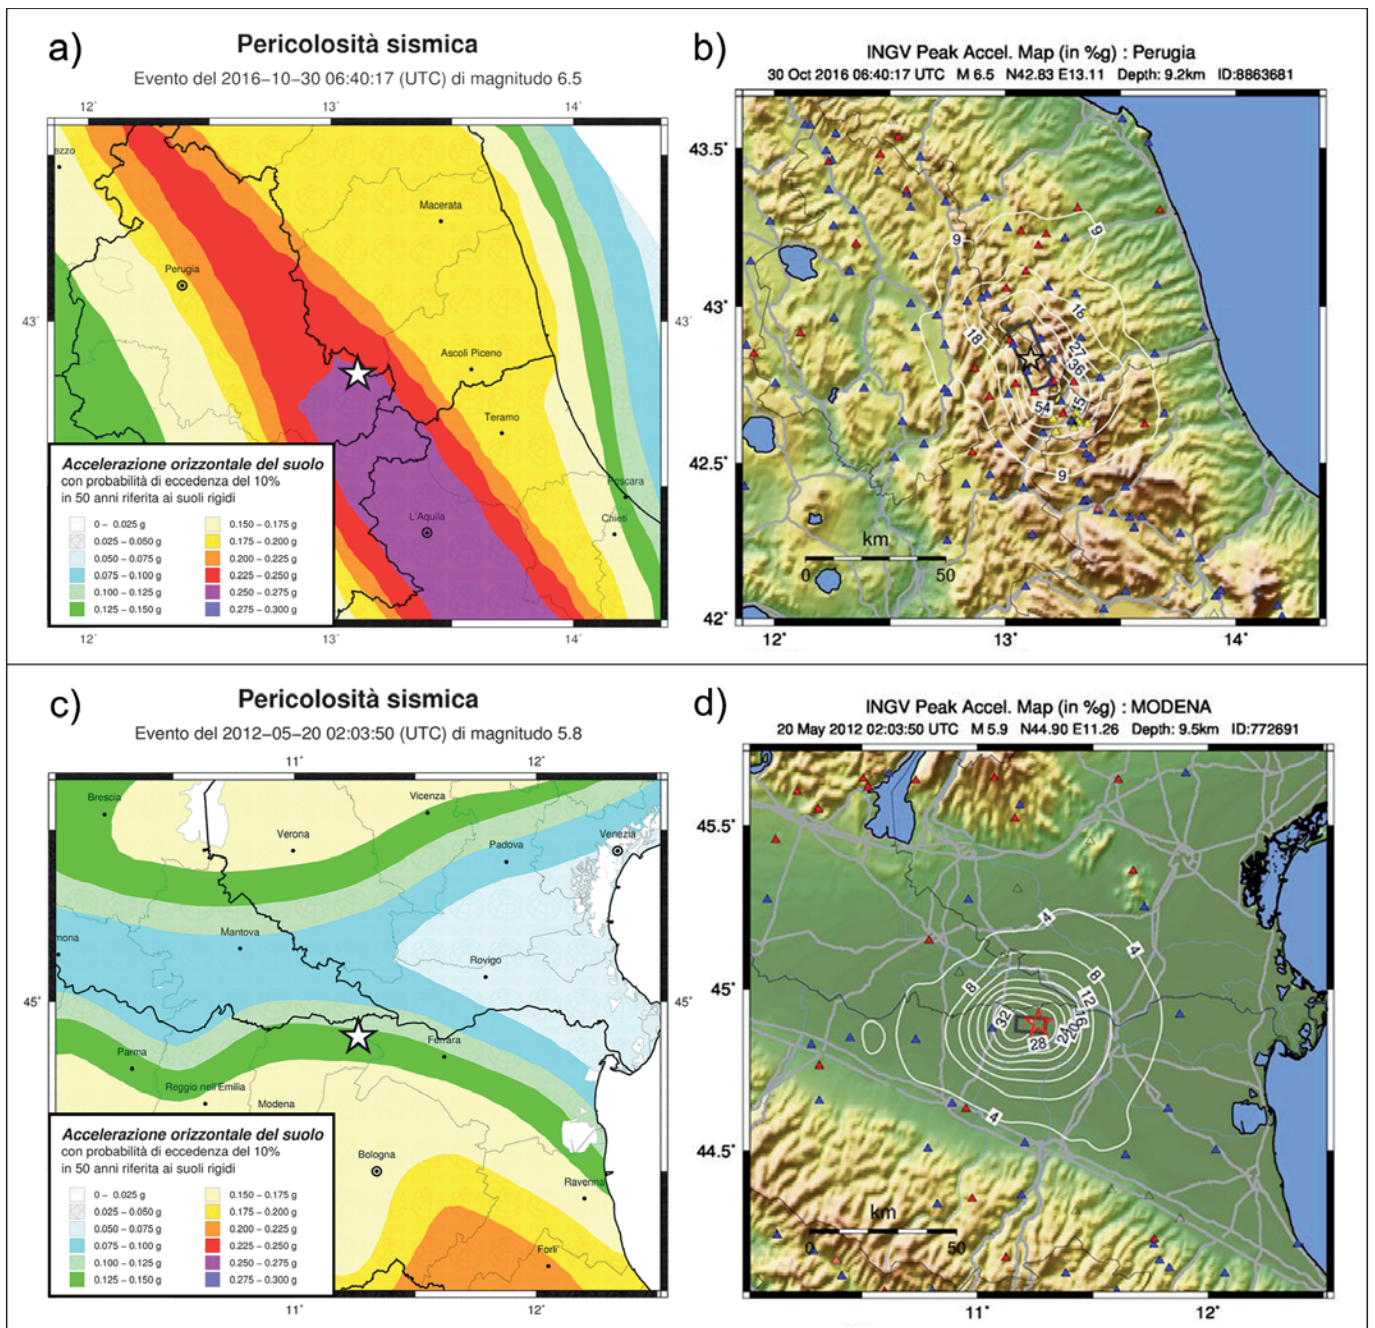 a)
Pericolosità sismica
Evento del 2016-10-30 06:40:17 (UTC) di magnitudo 6.5
12˚ 13˚ 14˚
ezzo
Macerata
Perugia
43˚
43˚
Ascoli Piceno
Teramo
Pescara
L'Aquila
Chieti
Accelerazione orizzontale del suolo
con probabilità di eccedenza del 10%
in 50 anni riferita ai suoli rigidi
0 - 0.025 g 0.150 - 0.175 g
0.025 - 0.050 g 0.175 - 0.200 g
0.050 - 0.075 g 0.200 - 0.225 g
0.075 - 0.100 g 0.225 - 0.250 g
0.100 - 0.125 g 0.250 - 0.275 g
0.125 - 0.150 g 0.275 - 0.300 g
12˚ 13˚ 14˚
b)
INGV Peak Accel. Map (in %g) : Perugia
30 Oct 2016 06:40:17 UTC M 6.5 N42.83 E13.11 Depth: 9.2km ID:8863681
43.5˚
9
9
43˚
18
18
27
36
45
54
42.5˚
9
km
0 50
42˚
12˚ 13˚ 14˚
c)
Pericolosità sismica
Evento del 2012-05-20 02:03:50 (UTC) di magnitudo 5.8
11˚ 12˚
Brescia
Vicenza
Verona
Venezia
Padova
Mantova
mona
Rovigo
45˚
45˚
Ferrara
Parma
Reggio nell'Emilia
Modena
Bologna
Ravenna
Forlì
Accelerazione orizzontale del suolo
con probabilità di eccedenza del 10%
in 50 anni riferita ai suoli rigidi
0 - 0.025 g 0.150 - 0.175 g
0.025 - 0.050 g 0.175 - 0.200 g
0.050 - 0.075 g 0.200 - 0.225 g
0.075 - 0.100 g 0.225 - 0.250 g
0.100 - 0.125 g 0.250 - 0.275 g
0.125 - 0.150 g 0.275 - 0.300 g
11˚ 12˚
d)
INGV Peak Accel. Map (in %g) : MODENA
20 May 2012 02:03:50 UTC M 5.9 N44.90 E11.26 Depth: 9.5km ID:772691
45.5˚
4
4
8
8
45˚
12
16
20
24
32
28
4
44.5˚
km
0 50
11˚ 12˚